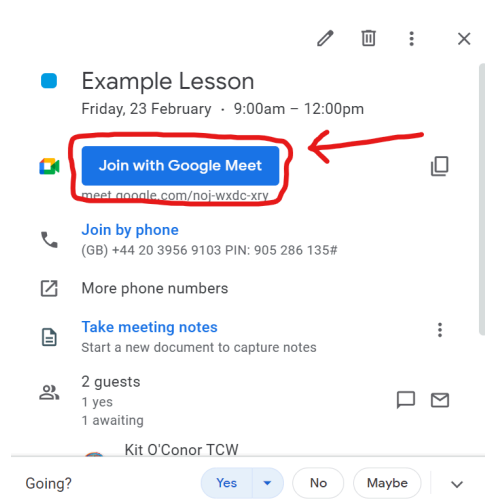 Example Lesson
Friday, 23 February · 9:00am – 12:00pm
Join with Google Meet
meet.google.com/noj-wxdc-xry
Join by phone
(GB) +44 20 3956 9103 PIN: 905 286 135#
More phone numbers
Take meeting notes
Start a new document to capture notes
2 guests
1 yes
1 awaiting
Kit O'Conor TCW
Going? Yes No Maybe